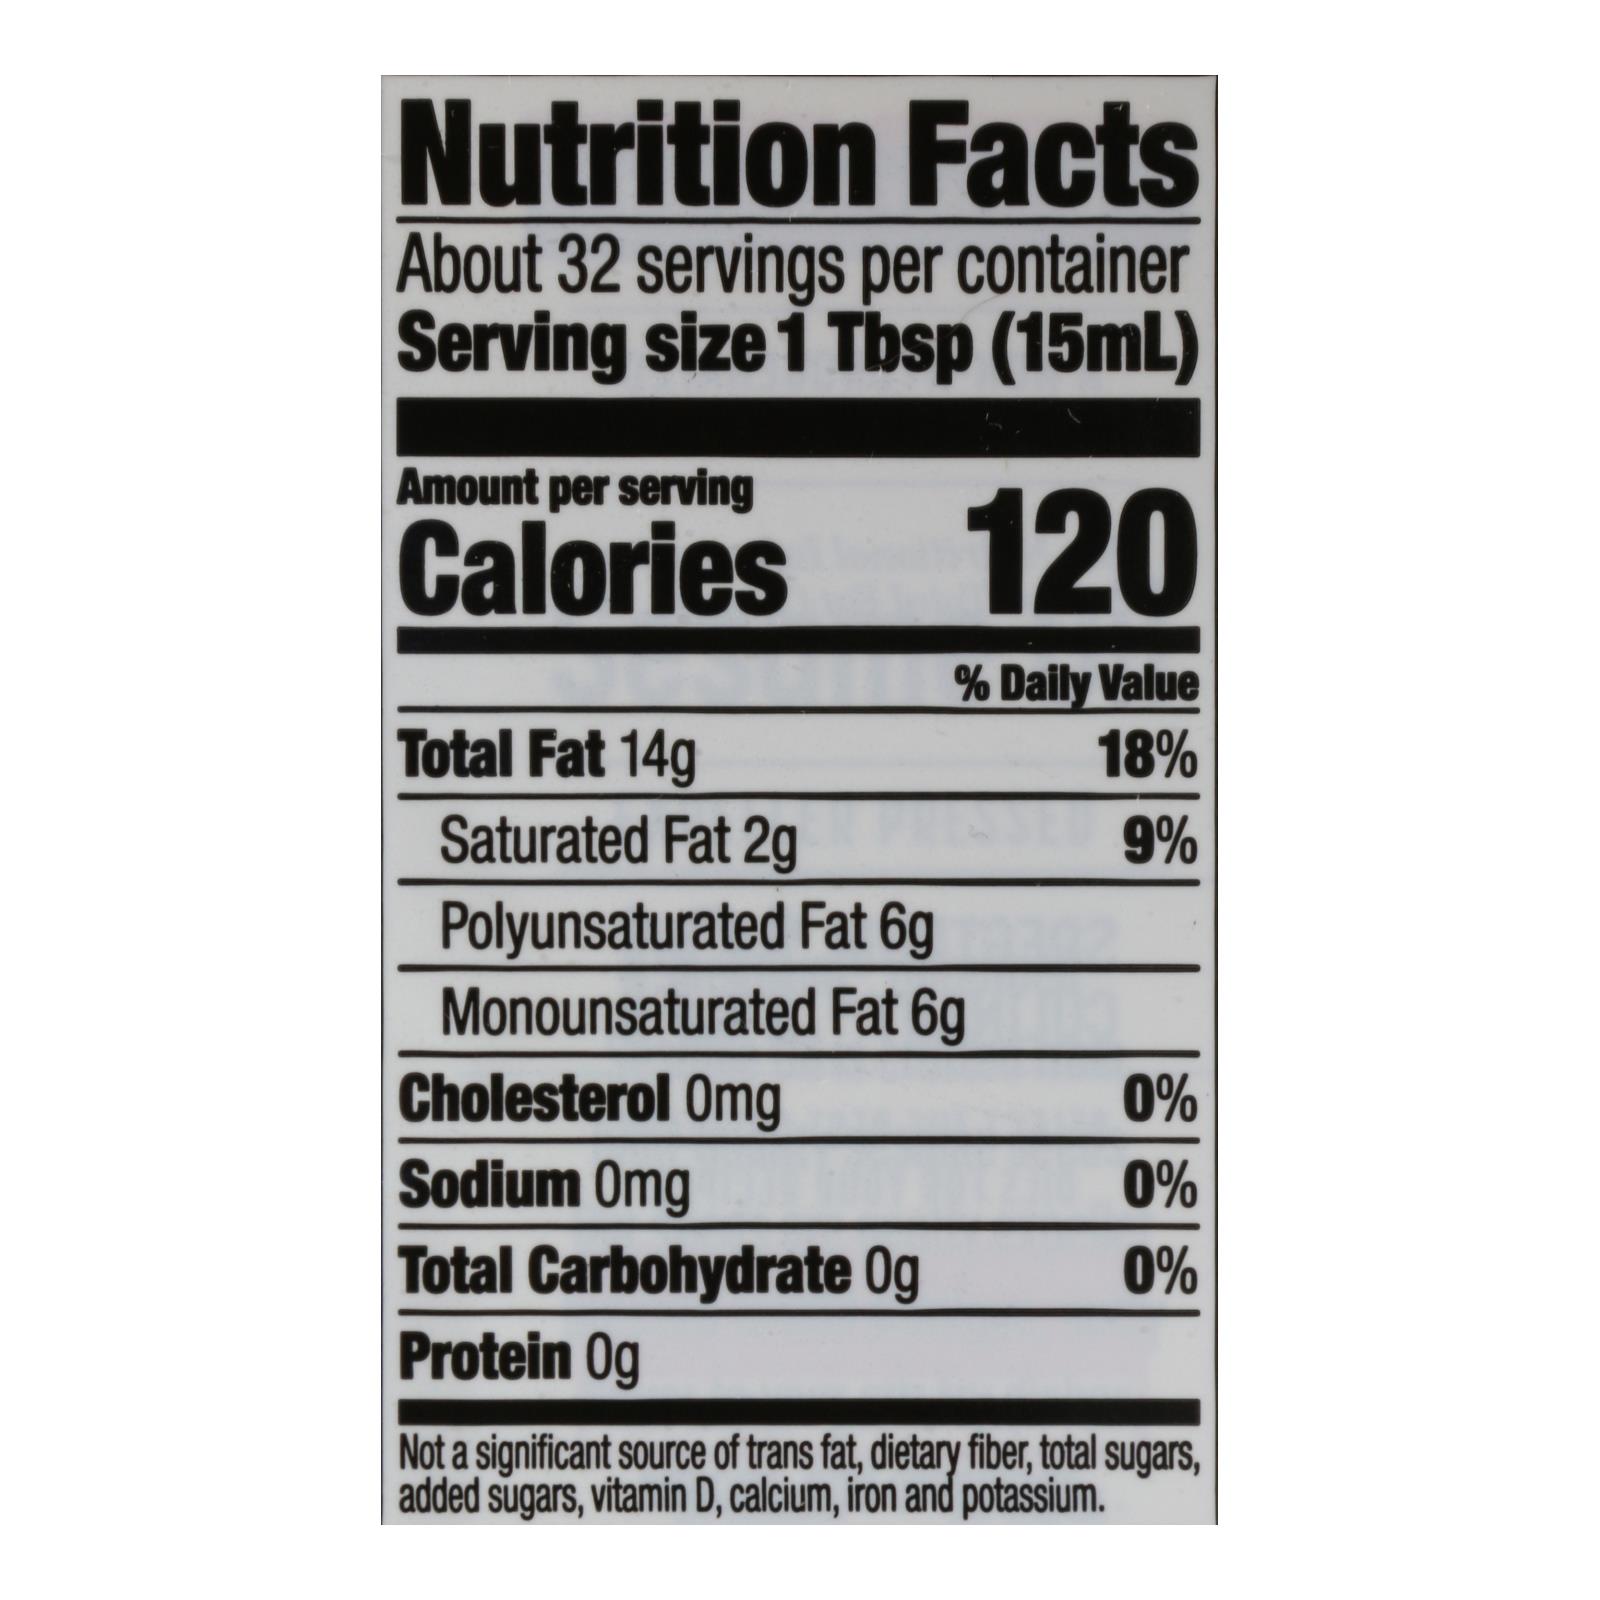 Nutrition Facts
About 32 servings per container
Serving size 1 Tbsp (15mL)
Amount per serving
Calories 120
% Daily Value
Total Fat 14g 18%
Saturated Fat 2g 9%
Polyunsaturated Fat 6g
Monounsaturated Fat 6g
Cholesterol 0mg 0%
Sodium 0mg 0%
Total Carbohydrate 0g 0%
Protein 0g
Not a significant source of trans fat, dietary fiber, total sugars,
added sugars, vitamin D, calcium, iron and potassium.